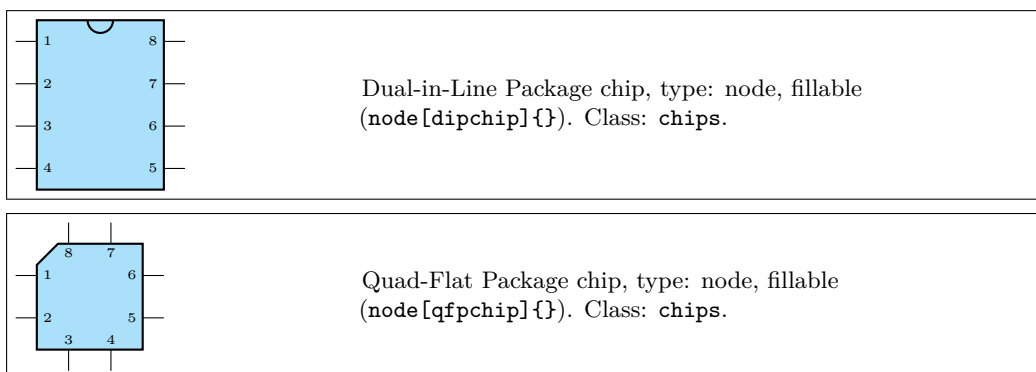 1 8
2 7
3 6
4 5
Dual-in-Line Package chip, type: node, fillable
(node[dipchip]{}). Class: chips.
8 7
1 6
2 5
3 4
Quad-Flat Package chip, type: node, fillable
(node[qfpchip]{}). Class: chips.